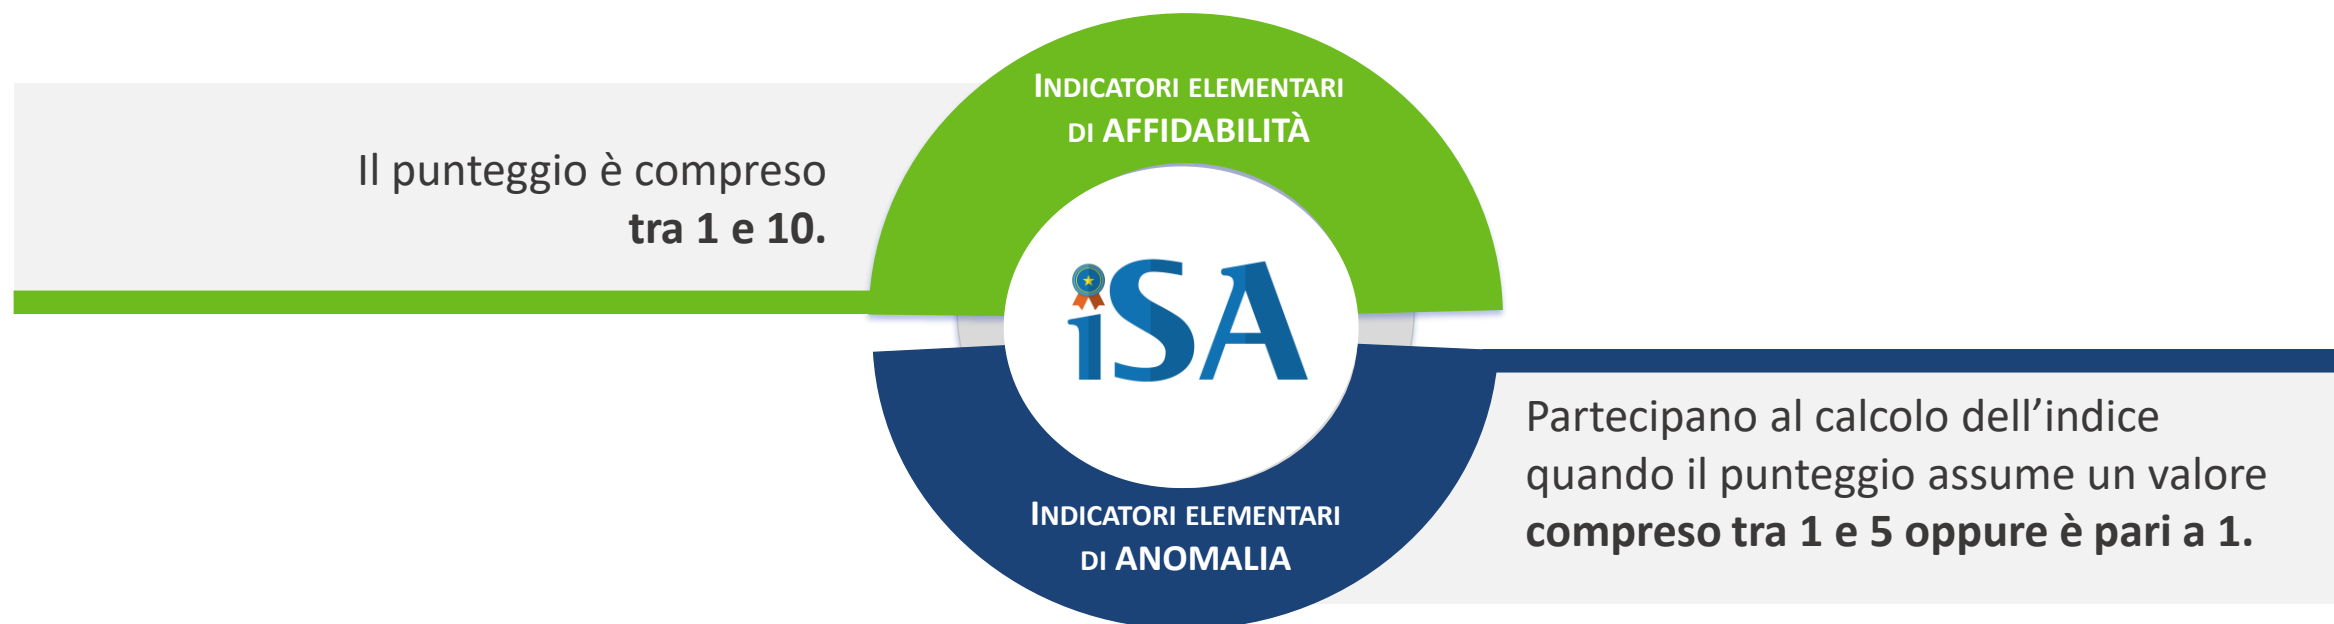 INDICATORI ELEMENTARI
DI AFFIDABILITÀ
Il punteggio è compreso
tra 1 e 10.
iSA
Partecipano al calcolo dell’indice
quando il punteggio assume un valore
compreso tra 1 e 5 oppure è pari a 1.
INDICATORI ELEMENTARI
DI ANOMALIA